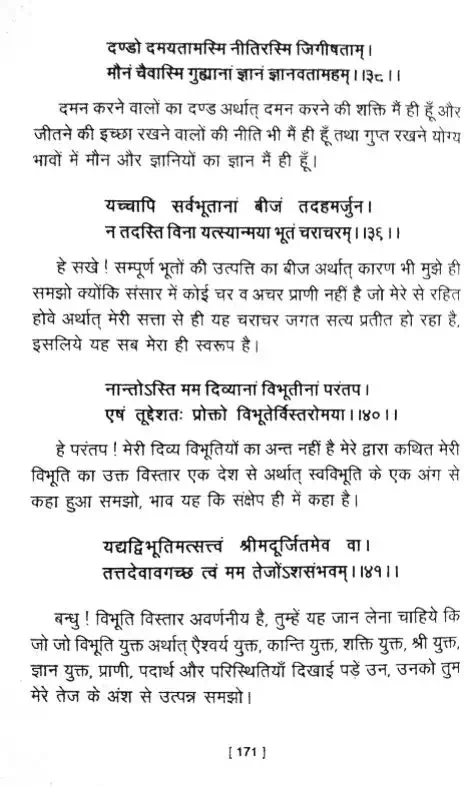 दण्डो दमयतामस्मि नीतिरस्मि जिगीषताम्।
मौनं चैवास्मि गुह्यानां ज्ञानं ज्ञानवतामहम्।।३८।।
दमन करने वालों का दण्ड अर्थात् दमन करने की शक्ति मैं ही हूँ और
जीतने की इच्छा रखने वालों की नीति भी मैं ही हूँ तथा गुप्त रखने योग्य
भावों में मौन और ज्ञानियों का ज्ञान मैं ही हूँ।
यच्चापि सर्वभूतानां बीजं तदहमर्जुन।
न तदस्ति विना यत्स्यान्मया भूतं चराचरम्।।३९।।
हे सखे ! सम्पूर्ण भूतों की उत्पत्ति का बीज अर्थात् कारण भी मुझे ही
समझो क्योंकि संसार में कोई चर व अचर प्राणी नहीं है जो मेरे से रहित
होवे अर्थात् मेरी सत्ता से ही यह चराचर जगत सत्य प्रतीत हो रहा है,
इसलिये यह सब मेरा ही स्वरूप है।
नान्तोऽस्ति मम दिव्यानां विभूतीनां परंतप।
एषं तूद्देशतः प्रोक्तो विभूतेर्विस्तरोमया।।४०।।
हे परंतप ! मेरी दिव्य विभूतियों का अन्त नहीं है मेरे द्वारा कथित मेरी
विभूति का उक्त विस्तार एक देश से अर्थात् स्वविभूति के एक अंग से
कहा हुआ समझो, भाव यह कि संक्षेप ही में कहा है।
यद्यद्विभूतिमत्सत्त्वं श्रीमदूर्जितमेव वा।
तत्तदेवावगच्छ त्वं मम तेजोंऽशसंभवम्।।४१।।
बन्धु ! विभूति विस्तार अवर्णनीय है, तुम्हें यह जान लेना चाहिये कि
जो जो विभूति युक्त अर्थात् ऐश्वर्य युक्त, कान्ति युक्त, शक्ति युक्त, श्री युक्त,
ज्ञान युक्त, प्राणी, पदार्थ और परिस्थितियाँ दिखाई पड़ें उन, उनको तुम
मेरे तेज के अंश से उत्पन्न समझो।
[ 171 ]